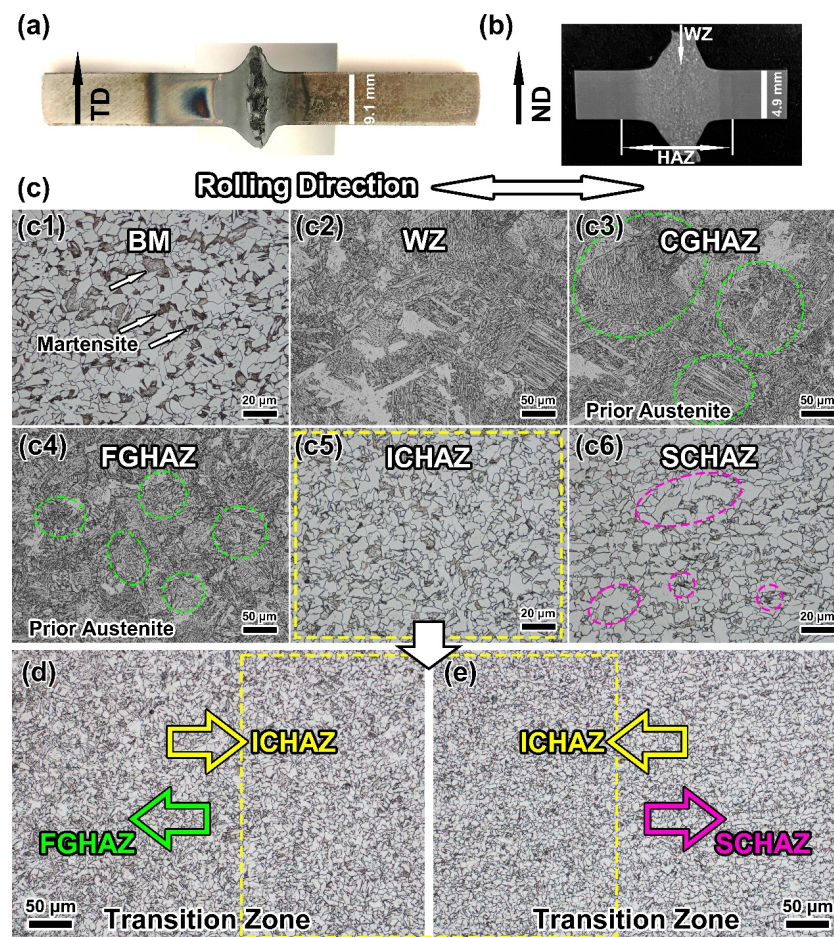 (a)
TD
9.1 mm
(b)
WZ
ND
4.9 mm
HAZ
(c)
Rolling Direction
(c1)
BM
Martensite
20 μm
(c2)
WZ
50 μm
(c3)
CGHAZ
Prior Austenite
50 μm
(c4)
FGHAZ
Prior Austenite
50 μm
(c5)
ICHAZ
20 μm
(c6)
SCHAZ
20 μm
(d)
ICHAZ
FGHAZ
50 μm
Transition Zone
(e)
ICHAZ
SCHAZ
Transition Zone
50 μm